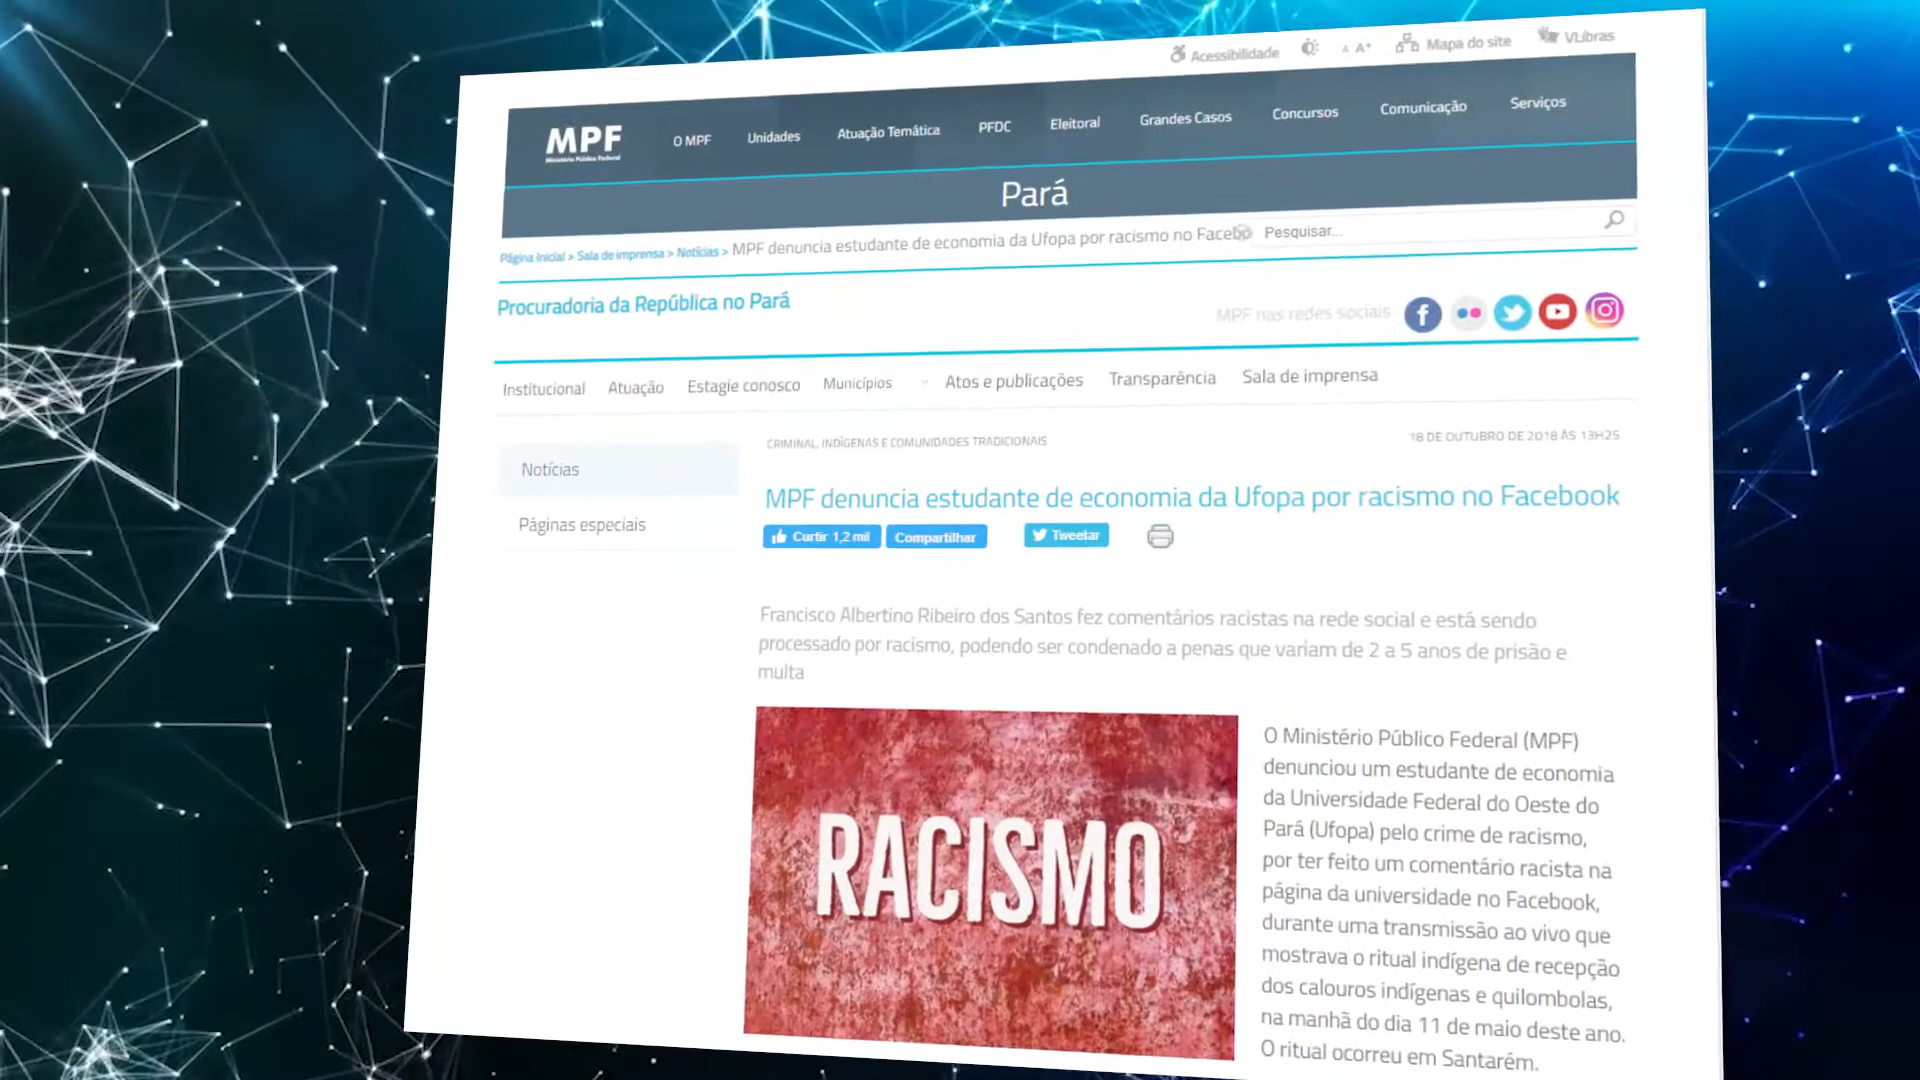 Acessibilidade A A+ Mapa do site VLibras
MPF O MPF Unidades Atuação Temática PFDC Eleitoral Grandes Casos Concursos Comunicação Serviços
Ministério Público Federal
Pará
Página Inicial > Sala de imprensa > Notícias > MPF denuncia estudante de economia da Ufopa por racismo no Facebo
Pesquisar...
Procuradoria da República no Pará
MPF nas redes sociais
Institucional Atuação Estagie conosco Municípios Atos e publicações Transparência Sala de imprensa
Notícias
Páginas especiais
CRIMINAL, INDÍGENAS E COMUNIDADES TRADICIONAIS
18 DE OUTUBRO DE 2018 ÀS 13H25
MPF denuncia estudante de economia da Ufopa por racismo no Facebook
Curtir 1,2 mil Compartilhar Tweetar
Francisco Albertino Ribeiro dos Santos fez comentários racistas na rede social e está sendo
processado por racismo, podendo ser condenado a penas que variam de 2 a 5 anos de prisão e
multa
RACISMO
O Ministério Público Federal (MPF)
denunciou um estudante de economia
da Universidade Federal do Oeste do
Pará (Ufopa) pelo crime de racismo,
por ter feito um comentário racista na
página da universidade no Facebook,
durante uma transmissão ao vivo que
mostrava o ritual indígena de recepção
dos calouros indígenas e quilombolas,
na manhã do dia 11 de maio deste ano.
O ritual ocorreu em Santarém.